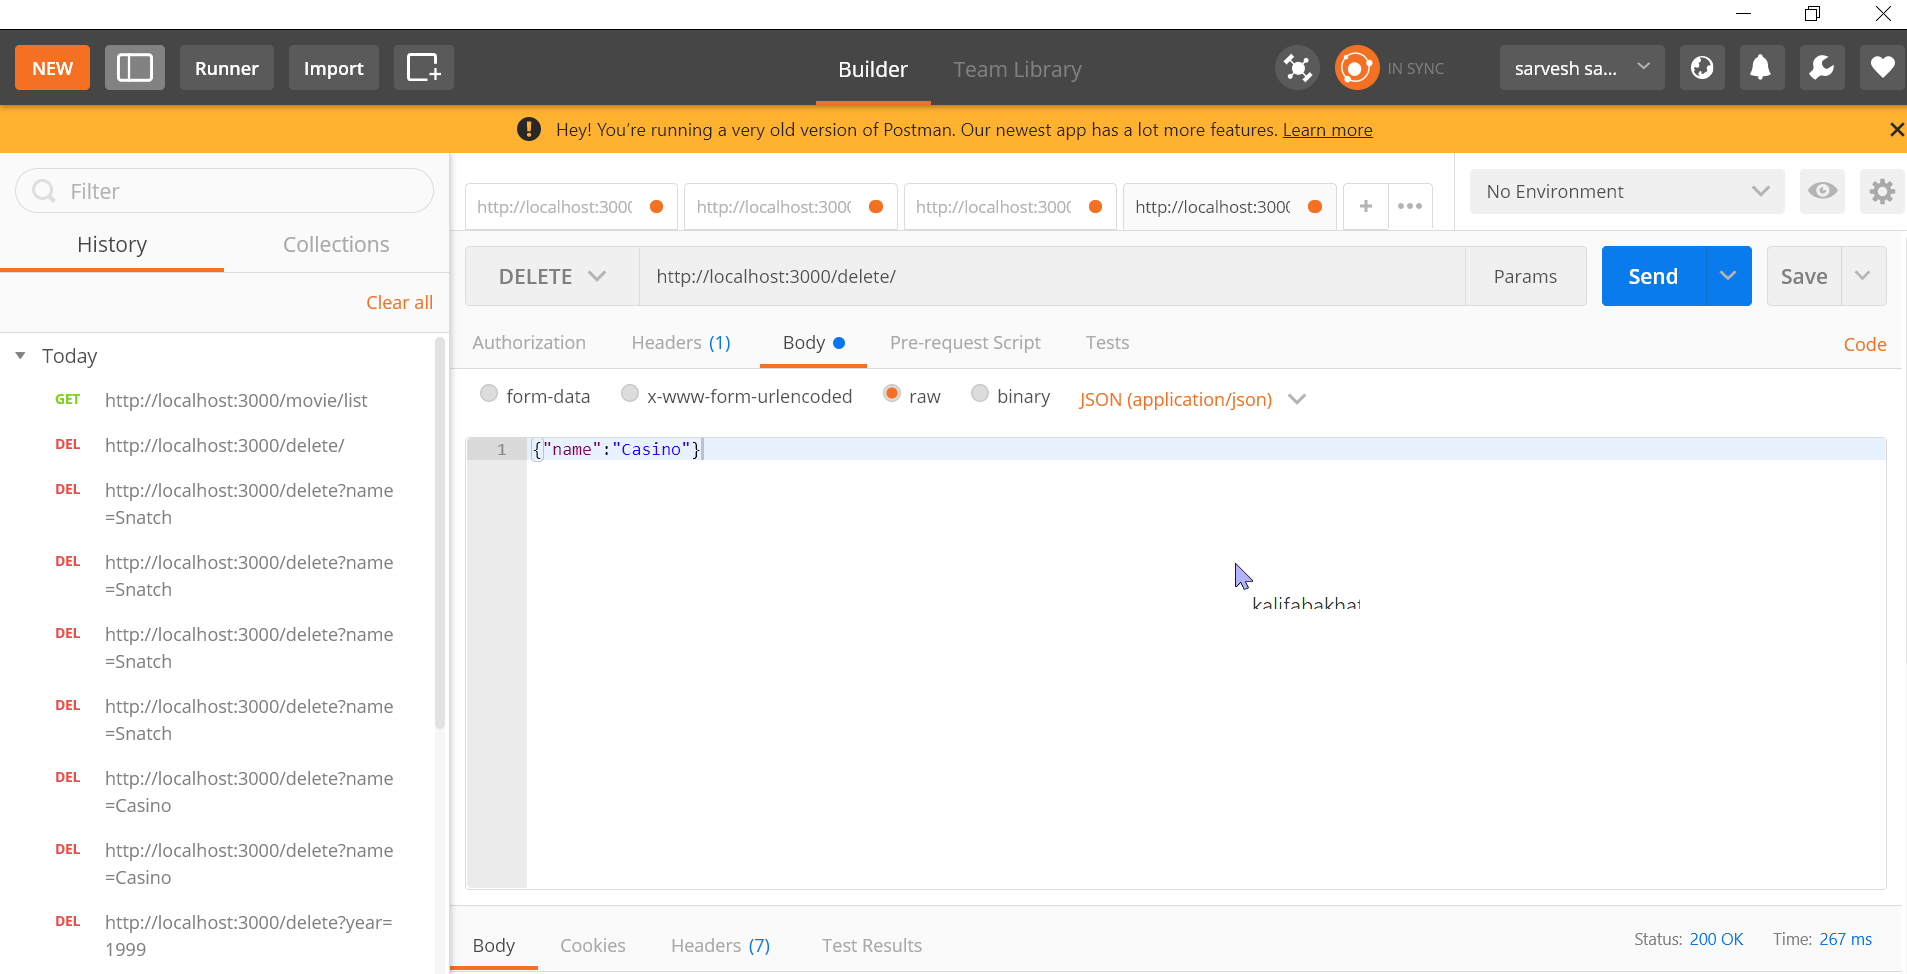 NEW
Runner
Import
Builder
Team Library
IN SYNC
sarvesh sa...
Hey! You're running a very old version of Postman. Our newest app has a lot more features. Learn more
Filter
History
Collections
Clear all
Today
GET http://localhost:3000/movie/list
DEL http://localhost:3000/delete/
DEL http://localhost:3000/delete?name
=Snatch
DEL http://localhost:3000/delete?name
=Snatch
DEL http://localhost:3000/delete?name
=Snatch
DEL http://localhost:3000/delete?name
=Snatch
DEL http://localhost:3000/delete?name
=Casino
DEL http://localhost:3000/delete?name
=Casino
DEL http://localhost:3000/delete?year=
1999
http://localhost:3000
http://localhost:3000
http://localhost:3000
http://localhost:3000
No Environment
DELETE
http://localhost:3000/delete/
Params
Send
Save
Authorization
Headers (1)
Body
Pre-request Script
Tests
Code
form-data
x-www-form-urlencoded
raw
binary
JSON (application/json)
1 {"name":"Casino"}
kalifabakhat
Body
Cookies
Headers (7)
Test Results
Status: 200 OK
Time: 267 ms